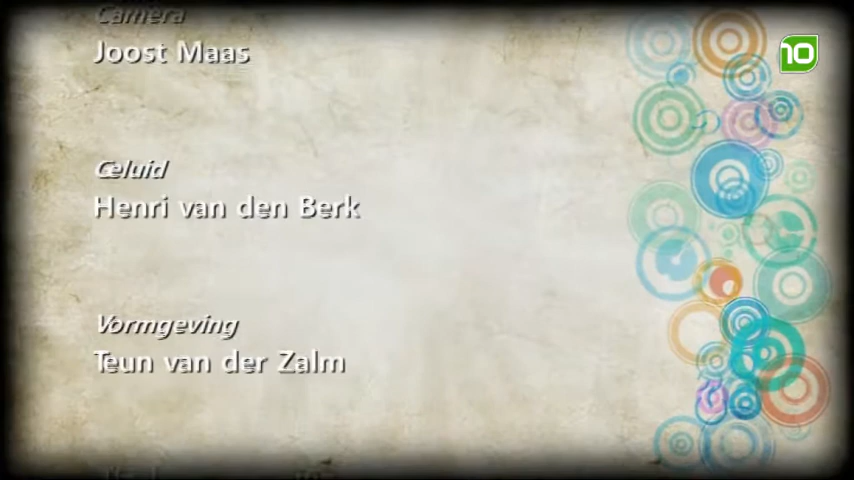 Camera
Joost Maas
10
Geluid
Henri van den Berk
Vormgeving
Teun van der Zalm